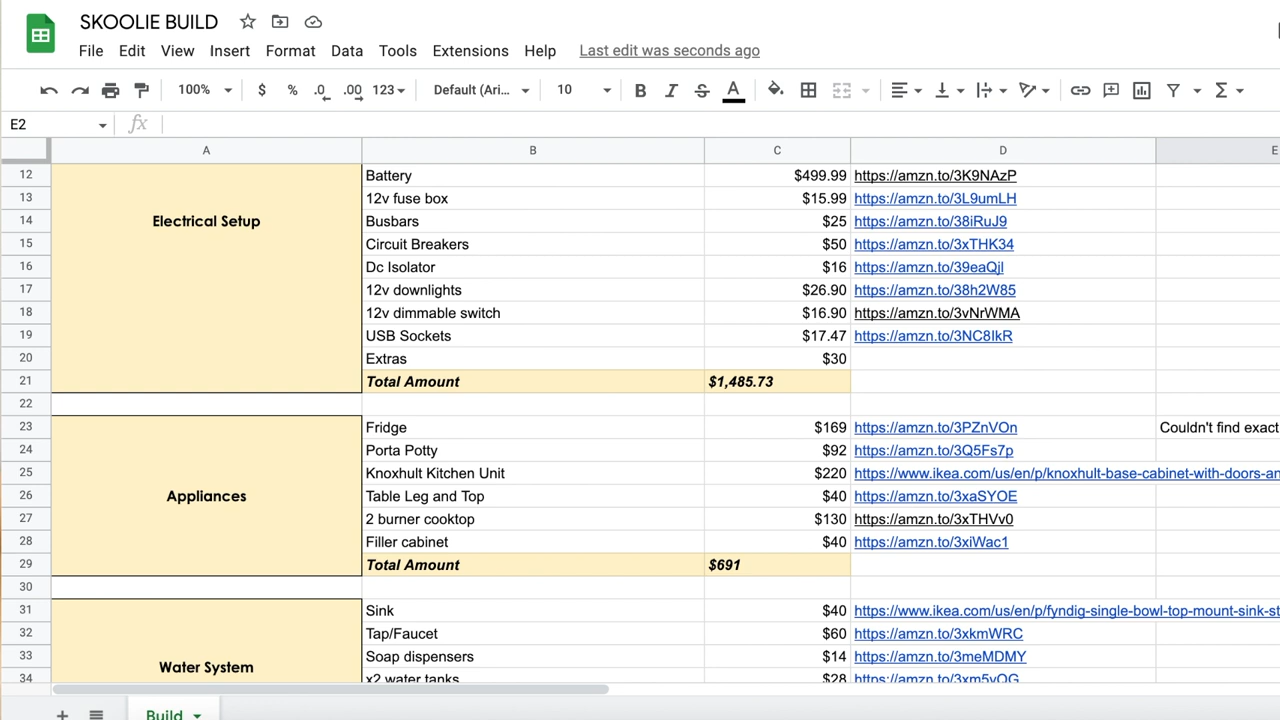 SKOOLIE BUILD
File Edit View Insert Format Data Tools Extensions Help Last edit was seconds ago
100% $ % .0 .00 123 Default (Ari... 10 B I S A
E2 fx
A B C D E
12 Battery $499.99 https://amzn.to/3K9NAzP
13 12v fuse box $15.99 https://amzn.to/3L9umLH
14 Electrical Setup Busbars $25 https://amzn.to/38iRuJ9
15 Circuit Breakers $50 https://amzn.to/3xTHK34
16 Dc Isolator $16 https://amzn.to/39eaQjI
17 12v downlights $26.90 https://amzn.to/38h2W85
18 12v dimmable switch $16.90 https://amzn.to/3vNrWMA
19 USB Sockets $17.47 https://amzn.to/3NC8IkR
20 Extras $30
21 Total Amount $1,485.73
22
23 Fridge $169 https://amzn.to/3PZnVOn Couldn't find exact
24 Porta Potty $92 https://amzn.to/3Q5Fs7p
25 Knoxhult Kitchen Unit $220 https://www.ikea.com/us/en/p/knoxhult-base-cabinet-with-doors-an
26 Appliances Table Leg and Top $40 https://amzn.to/3xaSYOE
27 2 burner cooktop $130 https://amzn.to/3xTHVv0
28 Filler cabinet $40 https://amzn.to/3xiWac1
29 Total Amount $691
30
31 Sink $40 https://www.ikea.com/us/en/p/fyndig-single-bowl-top-mount-sink-st
32 Tap/Faucet $60 https://amzn.to/3xkmWRC
33 Water System Soap dispensers $14 https://amzn.to/3meMDMY
34 x2 water tanks $28 https://amzn.to/3xm5vOG
Build